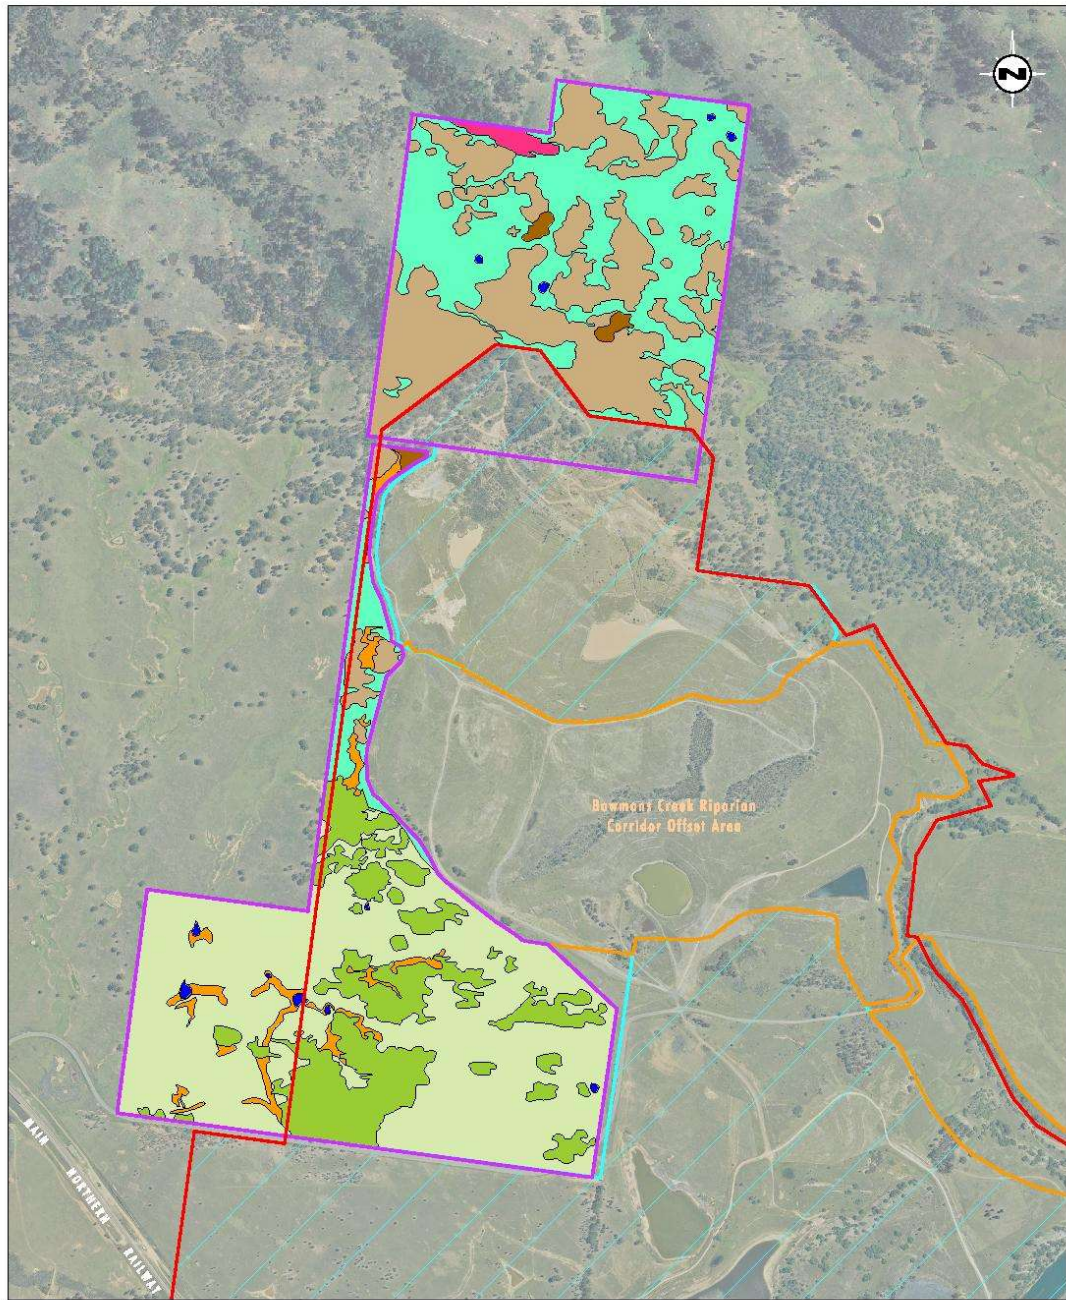 N
Bowmans Creek Riparian
Corridor Offset Area
MAIN
NORTHERN
RAILWAY